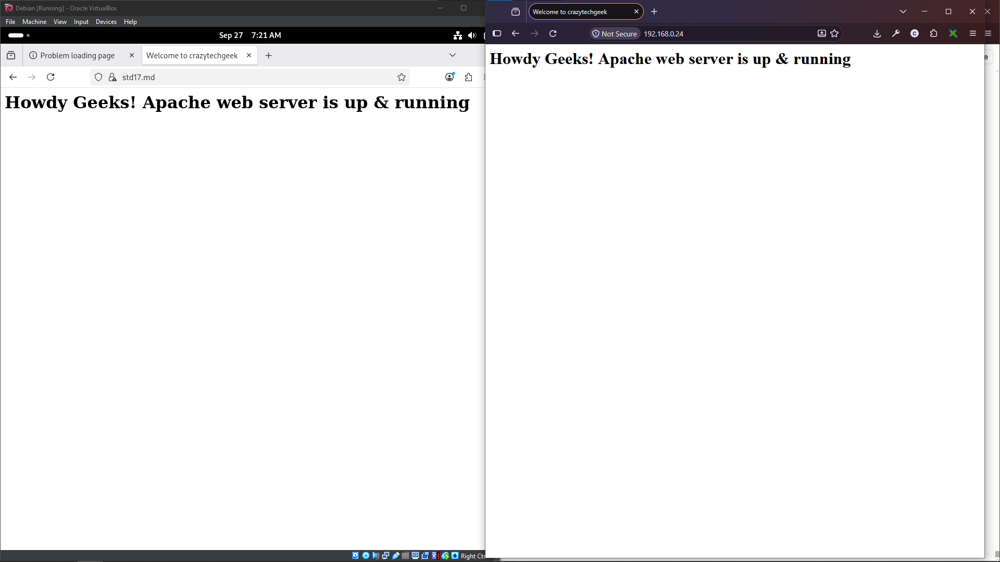 Debian [Running] - Oracle VirtualBox
File Machine View Input Devices Help
Sep 27 7:21 AM
Problem loading page
Welcome to crazytechgeek
std17.md
Howdy Geeks! Apache web server is up & running
Right Ctr
Welcome to crazytechgeek
Not Secure 192.168.0.24
Howdy Geeks! Apache web server is up & running
e